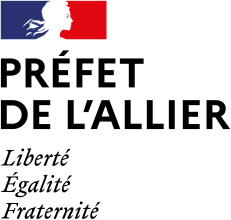 PRÉFET
DE L'ALLIER
Liberté
Égalité
Fraternité